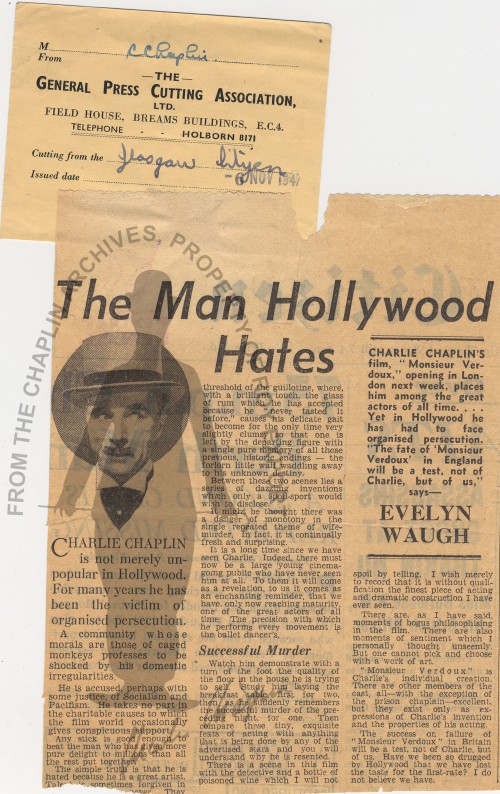 M C Chaplin
From
— THE —
GENERAL PRESS CUTTING ASSOCIATION,
LTD.
FIELD HOUSE, BREAMS BUILDINGS, E.C.4.
TELEPHONE - - HOLBORN 8171
Cutting from the Glasgow Citizen
Issued date -6 NOV 1947
FROM THE CHAPLIN ARCHIVES, PROPERTY OF
The Man Hollywood
Hates
CHARLIE CHAPLIN'S
film, "Monsieur Ver-
doux," opening in Lon-
don next week, places
him among the great
actors of all time. . . .
Yet in Hollywood he
has had to face
organised persecution.
"The fate of 'Monsieur
Verdoux' in England
will be a test, not of
Charlie, but of us,"
says—
EVELYN
WAUGH
CHARLIE CHAPLIN
is not merely un-
popular in Hollywood.
For many years he has
been the victim of
organised persecution.
A community whose
morals are those of caged
monkeys professes to be
shocked by his domestic
irregularities.
He is accused, perhaps with
some justice, of Socialism and
Pacifism. He takes no part in
the charitable causes to which
the film world occasionally
gives conspicuous support.
Any stick is good enough to
beat the man who has given more
pure delight to millions than all
the rest put together.
The simple truth is that he is
hated because he is a great artist.
sometimes forgiven in
They
threshold of the guillotine, where,
with a brilliant touch, the glass
of rum which he has accepted
because he "never tasted it
before," causes his delicate gait
to become for the only time very
slightly clumsy so that one is
left by the departing figure with
a single pure memory of all those
previous, historic endings — the
forlorn little waif waddling away
to his unknown destiny.
Between those two scenes lies a
series of dazzling inventions
which only a spoil-sport would
wish to disclose.
It might be thought there was
a danger of monotony in the
single repeated theme of wife-
murder. In fact, it is continually
fresh and surprising.
It is a long time since we have
seen Charlie. Indeed, there must
now be a large young cinema-
going public who have never seen
him at all. To them it will come
as a revelation, to us it comes as
an enchanting reminder, that we
have, only now reaching maturity,
one of the great actors of all
time. The precision with which
he performs every movement is
the ballet dancer's.
Successful Murder
Watch him demonstrate with a
turn of the foot the quality of
the floor in the house he is trying
to sell. Study him laying the
breakfast table first for two,
suddenly remembers
the successful murder of the pre-
vious night, for one. Then
compare these tiny, exquisite
feats of acting with anything
that is being done by any of the
advertised stars and you will
understand why he is resented.
There is a scene in this film
with the detective and a bottle of
poisoned wine which I will not
spoil by telling. I wish merely
to record that it is without quali-
fication the finest piece of acting
and dramatic construction I have
ever seen.
There are, as I have said,
moments of bogus philosophising
in the film. There are also
moments of sentiment which I
personally thought unseemly.
But one cannot pick and choose
with a work of art.
"Monsieur Verdoux" is
Charlie's individual creation.
There are other members of the
cast, all—with the exception of
the prison chaplain—excellent,
but they exist only as ex-
pressions of Charlie's invention
and the properties of his acting.
The success or failure of
"Monsieur Verdoux" in Britain
will be a test, not of Charlie, but
of us. Have we been so drugged
by Hollywood that we have lost
the taste for the first-rate? I do
not believe we have.